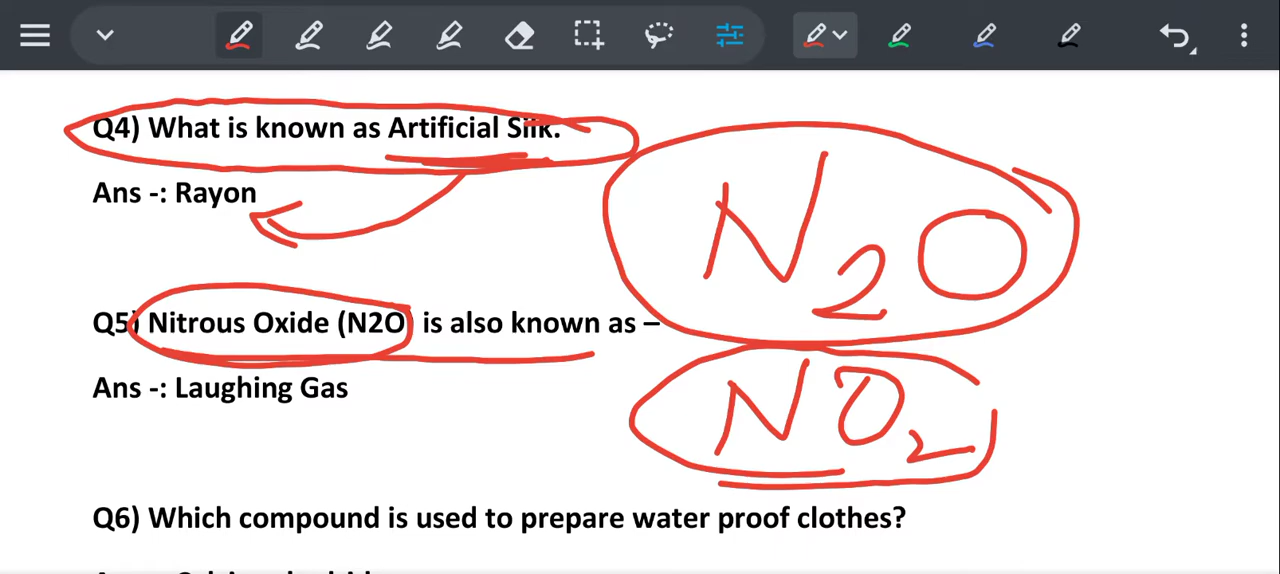 Q4) What is known as Artificial Silk.
Ans -: Rayon
N2O
Q5) Nitrous Oxide (N2O) is also known as –
Ans -: Laughing Gas
NO2
Q6) Which compound is used to prepare water proof clothes?